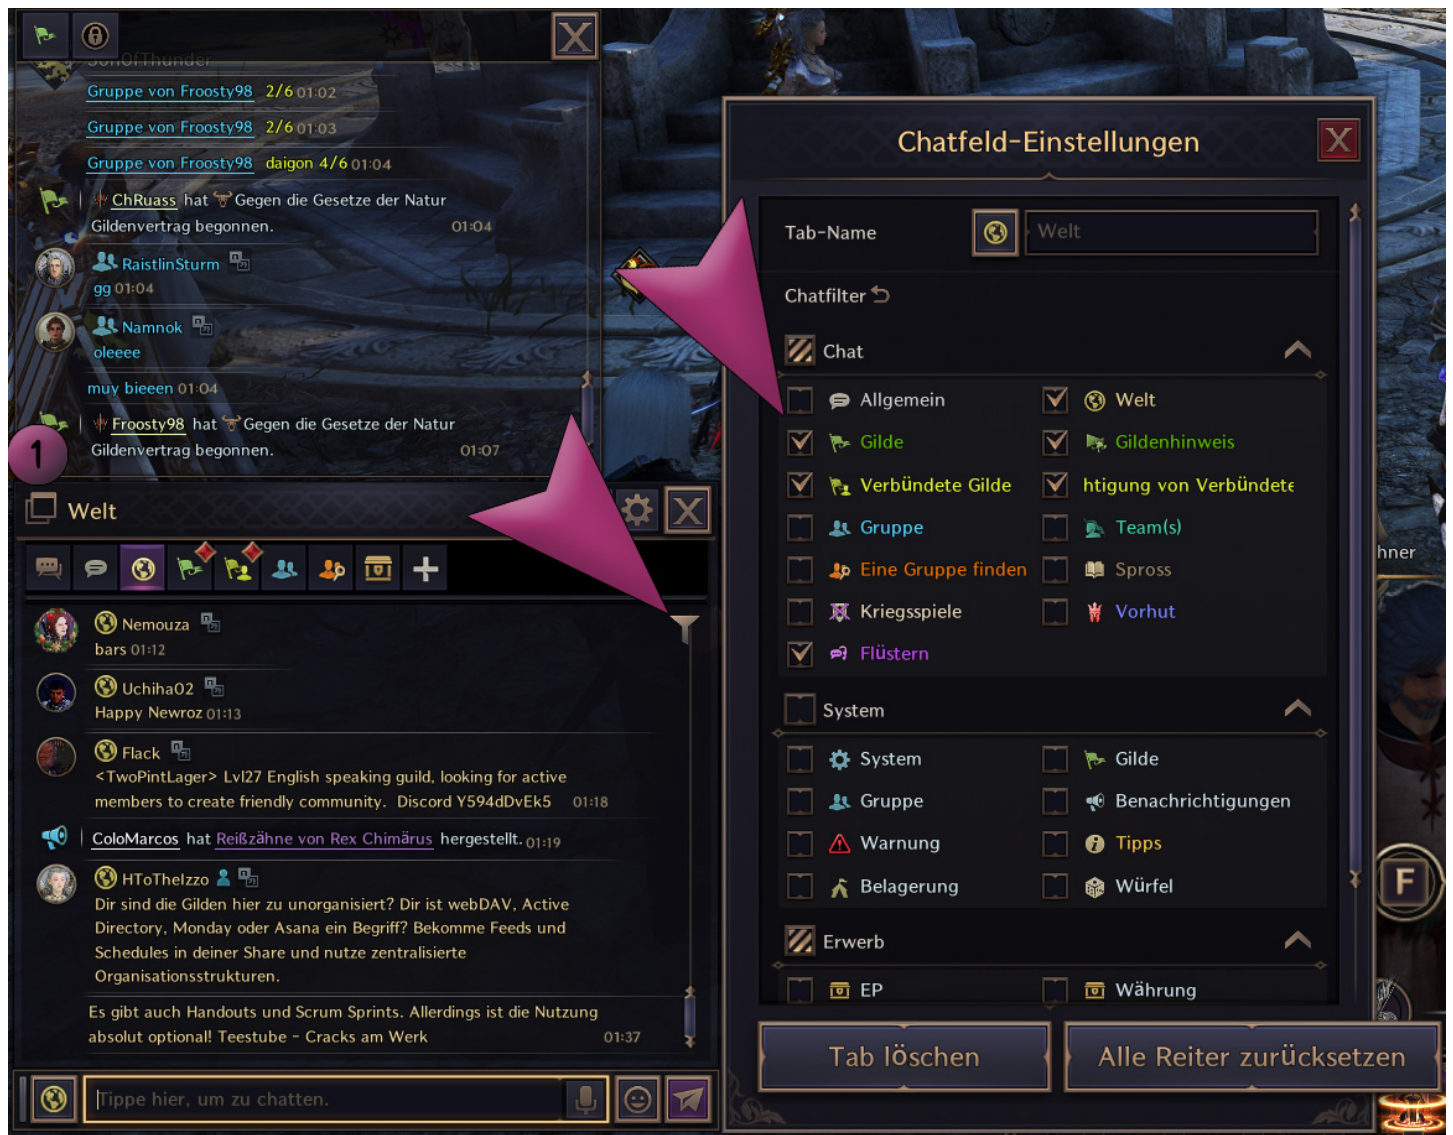 SonOfThunder
Gruppe von Froosty98 2/6 01:02
Gruppe von Froosty98 2/6 01:03
Gruppe von Froosty98 daigon 4/6 01:04
ChRuass hat Gegen die Gesetze der Natur
Gildenvertrag begonnen. 01:04
RaistlinSturm
gg 01:04
Namnok
oleeee
muy bieeen 01:04
Froosty98 hat Gegen die Gesetze der Natur
Gildenvertrag begonnen. 01:07
1
Welt
Nemouza
bars 01:12
Uchiha02
Happy Newroz 01:13
Flack
<TwoPintLager> Lvl27 English speaking guild, looking for active
members to create friendly community. Discord Y594dDvEk5 01:18
ColoMarcos hat Reißzähne von Rex Chimärus hergestellt. 01:19
HToTheIzzo
Dir sind die Gilden hier zu unorganisiert? Dir ist webDAV, Active
Directory, Monday oder Asana ein Begriff? Bekomme Feeds und
Schedules in deiner Share und nutze zentralisierte
Organisationsstrukturen.
Es gibt auch Handouts und Scrum Sprints. Allerdings ist die Nutzung
absolut optional! Teestube - Cracks am Werk 01:37
Tippe hier, um zu chatten.
Chatfeld-Einstellungen
Tab-Name Welt
Chatfilter
Chat
Allgemein Welt
Gilde Gildenhinweis
Verbündete Gilde htigung von Verbündete
Gruppe Team(s)
Eine Gruppe finden Spross
Kriegsspiele Vorhut
Flüstern
System
System Gilde
Gruppe Benachrichtigungen
Warnung Tipps
Belagerung Würfel
Erwerb
EP Währung
Tab löschen Alle Reiter zurücksetzen
hner
F